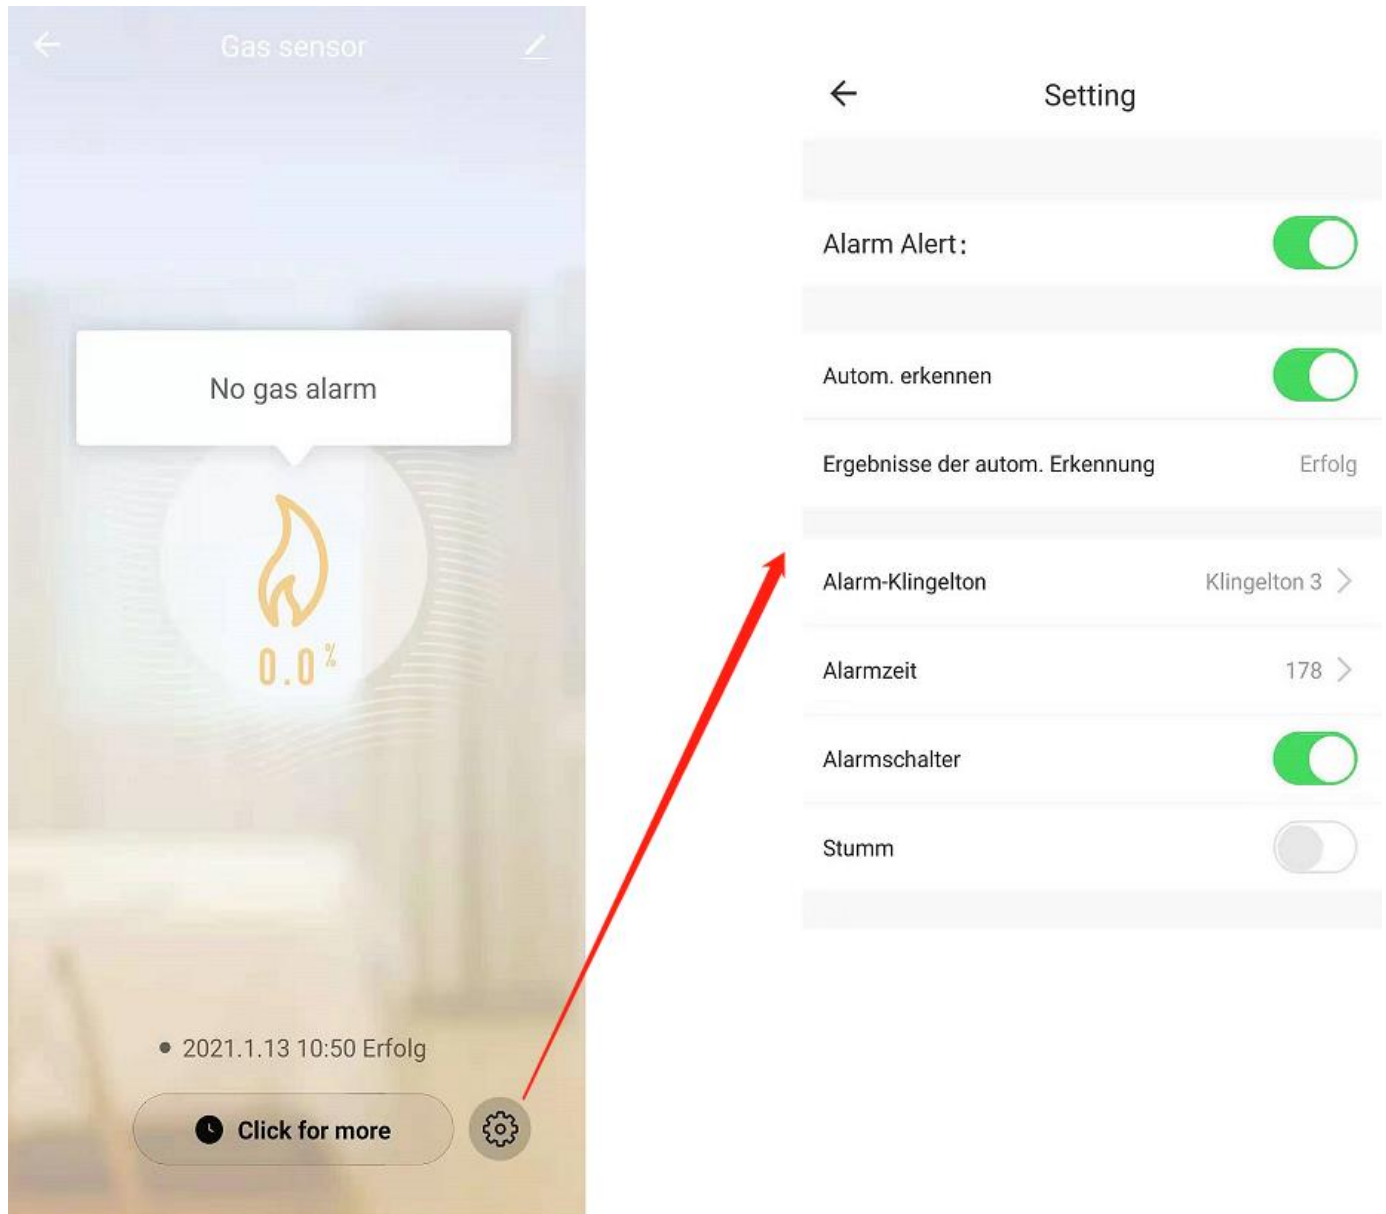 Gas sensor
No gas alarm
0.0%
• 2021.1.13 10:50 Erfolg
Click for more
Setting
Alarm Alert:
Autom. erkennen
Ergebnisse der autom. Erkennung Erfolg
Alarm-Klingelton Klingelton 3 >
Alarmzeit 178 >
Alarmschalter
Stumm